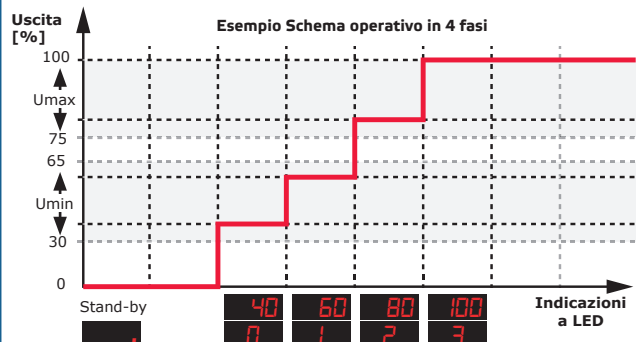 Uscita
[%]
Esempio Schema operativo in 4 fasi
100
Umax
75
65
Umin
30
0
Stand-by
40
60
80
100
0
1
2
3
Indicazioni
a LED